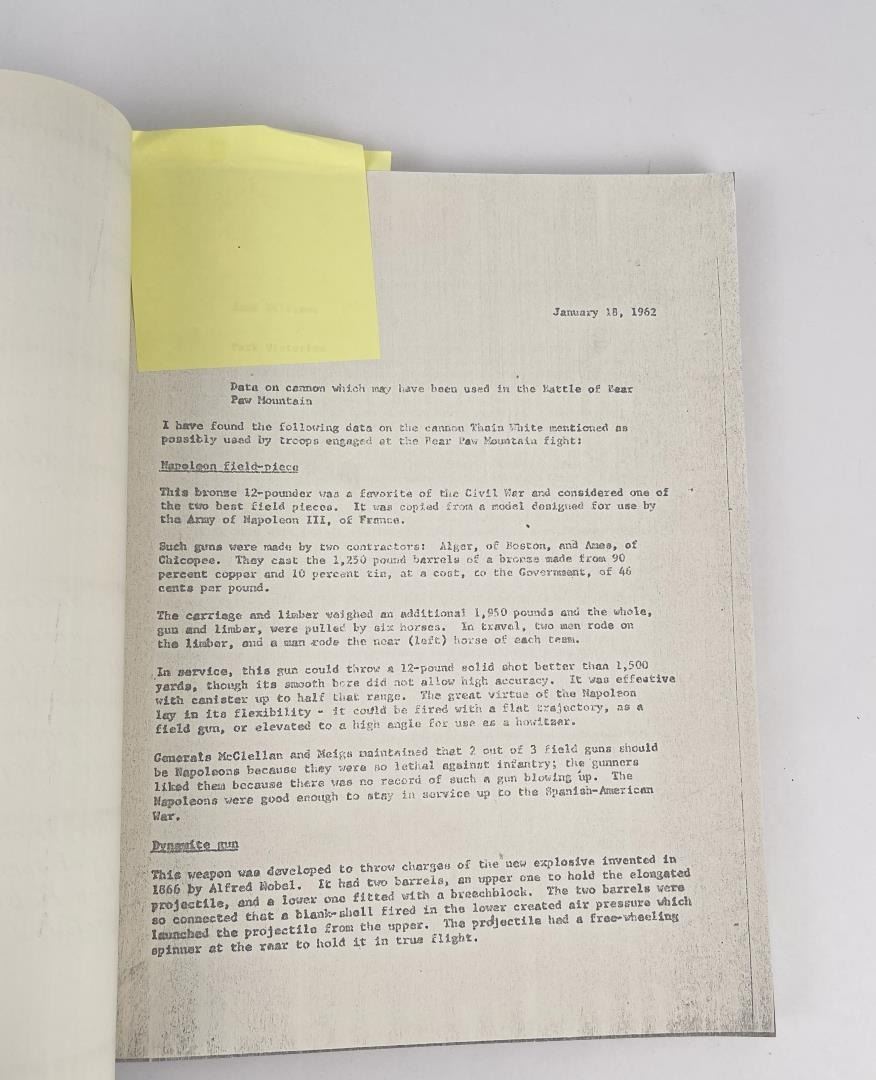 January 18, 1962
Data on cannon which may have been used in the Battle of Bear
Paw Mountain
I have found the following data on the cannon Thain White mentioned as
possibly used by troops engaged at the Bear Paw Mountain fight:
Napoleon field-piece
This bronze 12-pounder was a favorite of the Civil War and considered one of
the two best field pieces. It was copied from a model designed for use by
the Army of Napoleon III, of France.
Such guns were made by two contractors: Alger, of Boston, and Ames, of
Chicopee. They cast the 1,250 pound barrels of a bronze made from 90
percent copper and 10 percent tin, at a cost, to the Government, of 46
cents per pound.
The carriage and limber weighed an additional 1,950 pounds and the whole,
gun and limber, were pulled by six horses. In travel, two men rode on
the limber, and a man rode the near (left) horse of each team.
In service, this gun could throw a 12-pound solid shot better than 1,500
yards, though its smooth bore did not allow high accuracy. It was effective
with canister up to half that range. The great virtue of the Napoleon
lay in its flexibility - it could be fired with a flat trajectory, as a
field gun, or elevated to a high angle for use as a howitzer.
Generals McClellan and Meigs maintained that 2 out of 3 field guns should
be Napoleons because they were so lethal against infantry; the gunners
liked them because there was no record of such a gun blowing up. The
Napoleons were good enough to stay in service up to the Spanish-American
War.
Dynamite gun
This weapon was developed to throw charges of the new explosive invented in
1866 by Alfred Nobel. It had two barrels, an upper one to hold the elongated
projectile, and a lower one fitted with a breechblock. The two barrels were
so connected that a blank-shell fired in the lower created air pressure which
launched the projectile from the upper. The projectile had a free-wheeling
spinner at the rear to hold it in true flight.